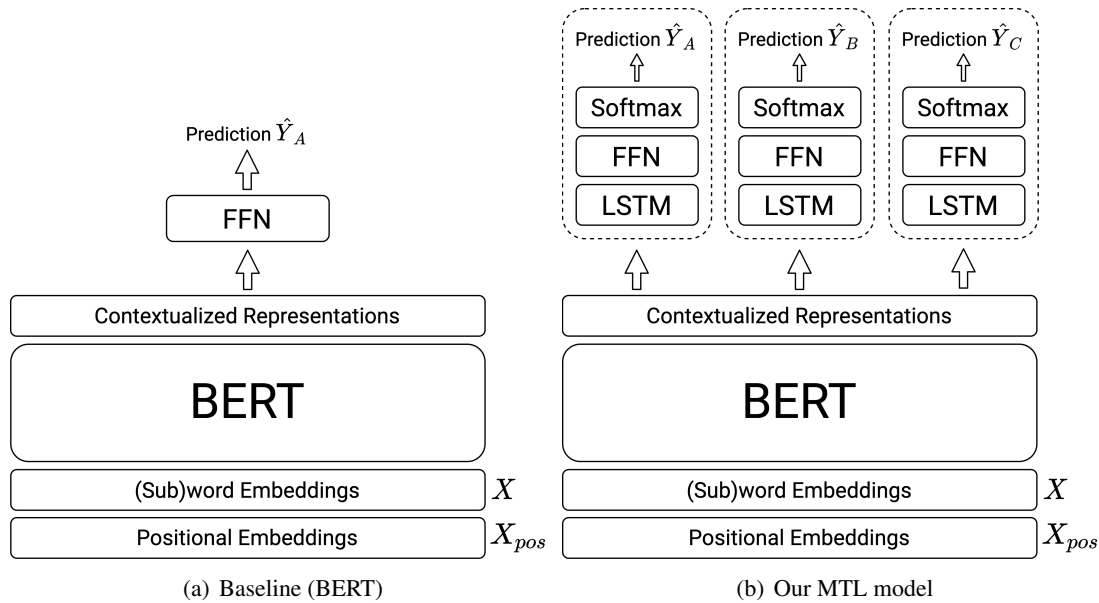 Prediction Ŷ_A
FFN
Contextualized Representations
BERT
(Sub)word Embeddings X
Positional Embeddings X_pos
(a) Baseline (BERT)
Prediction Ŷ_A Prediction Ŷ_B Prediction Ŷ_C
Softmax Softmax Softmax
FFN FFN FFN
LSTM LSTM LSTM
Contextualized Representations
BERT
(Sub)word Embeddings X
Positional Embeddings X_pos
(b) Our MTL model